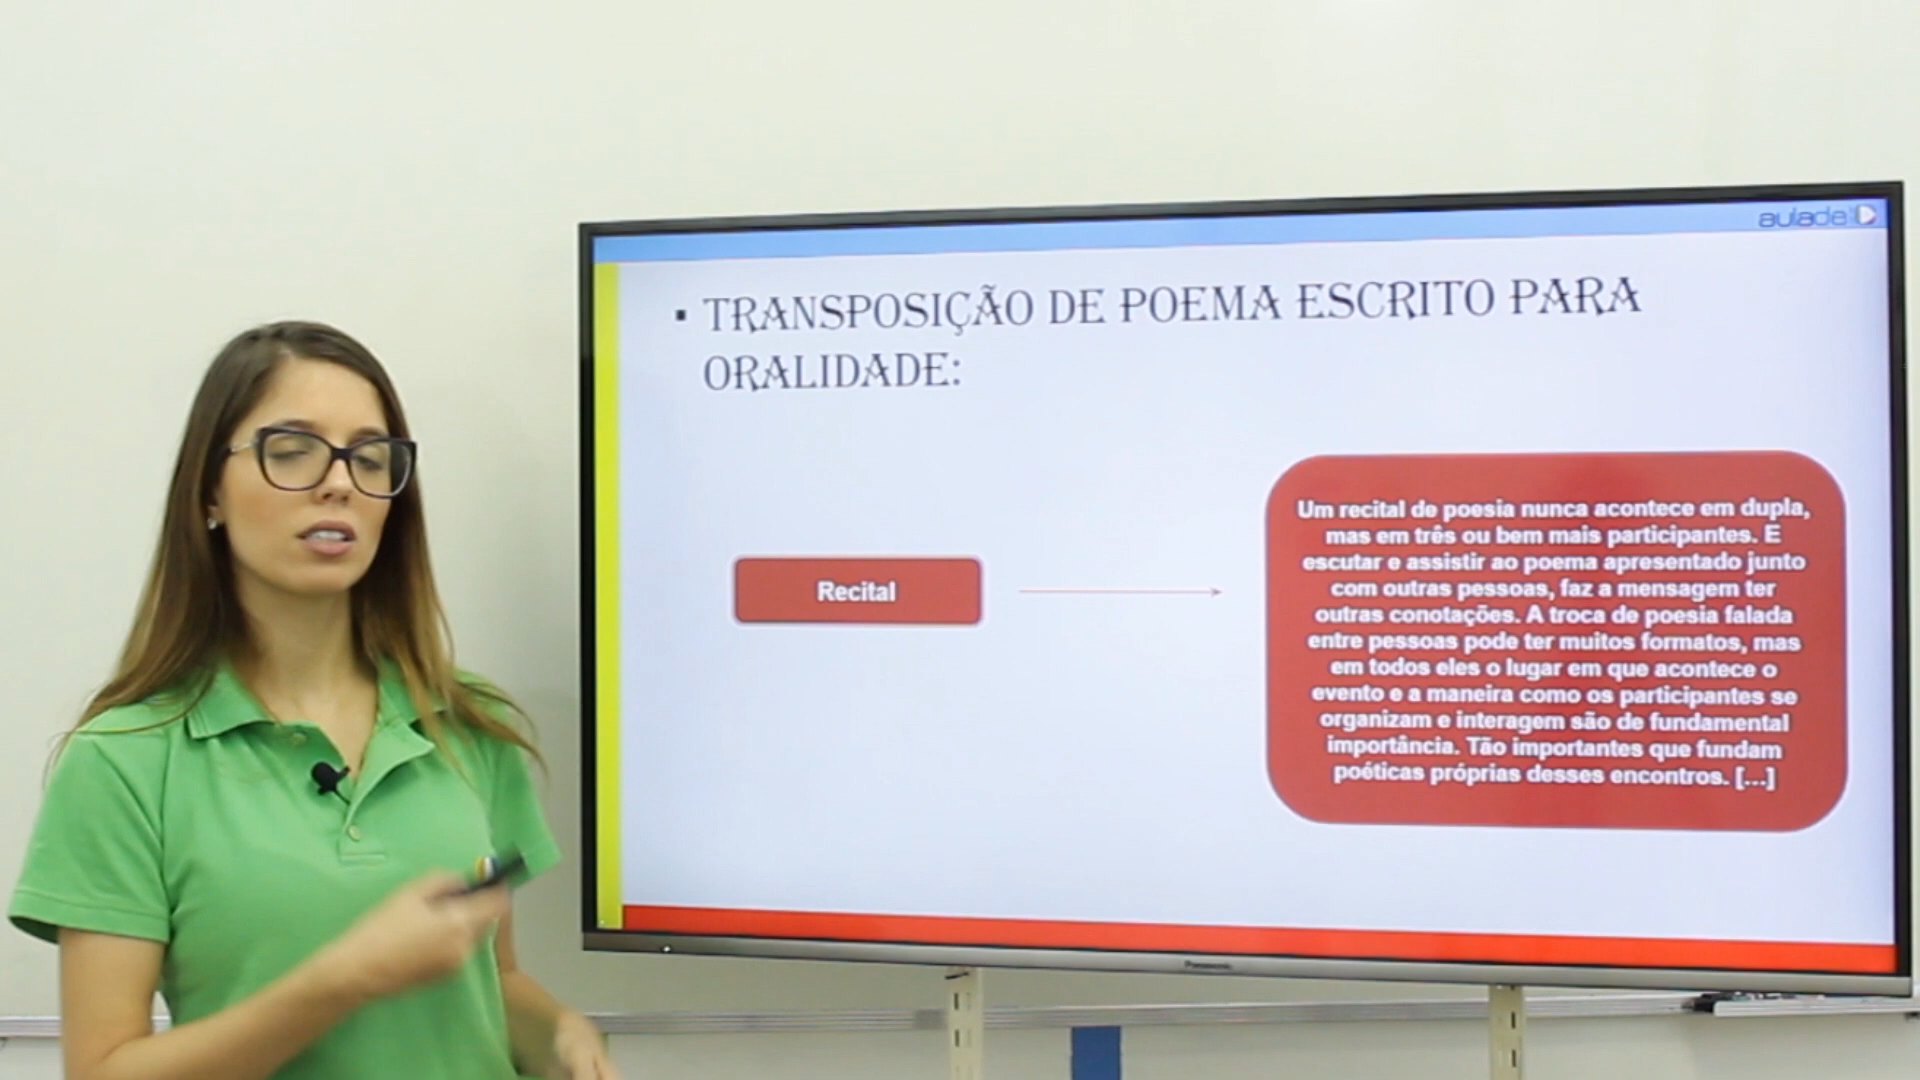 aulade
▪ TRANSPOSIÇÃO DE POEMA ESCRITO PARA
ORALIDADE:
Recital
Um recital de poesia nunca acontece em dupla,
mas em três ou bem mais participantes. E
escutar e assistir ao poema apresentado junto
com outras pessoas, faz a mensagem ter
outras conotações. A troca de poesia falada
entre pessoas pode ter muitos formatos, mas
em todos eles o lugar em que acontece o
evento e a maneira como os participantes se
organizam e interagem são de fundamental
importância. Tão importantes que fundam
poéticas próprias desses encontros. [...]
Panasonic